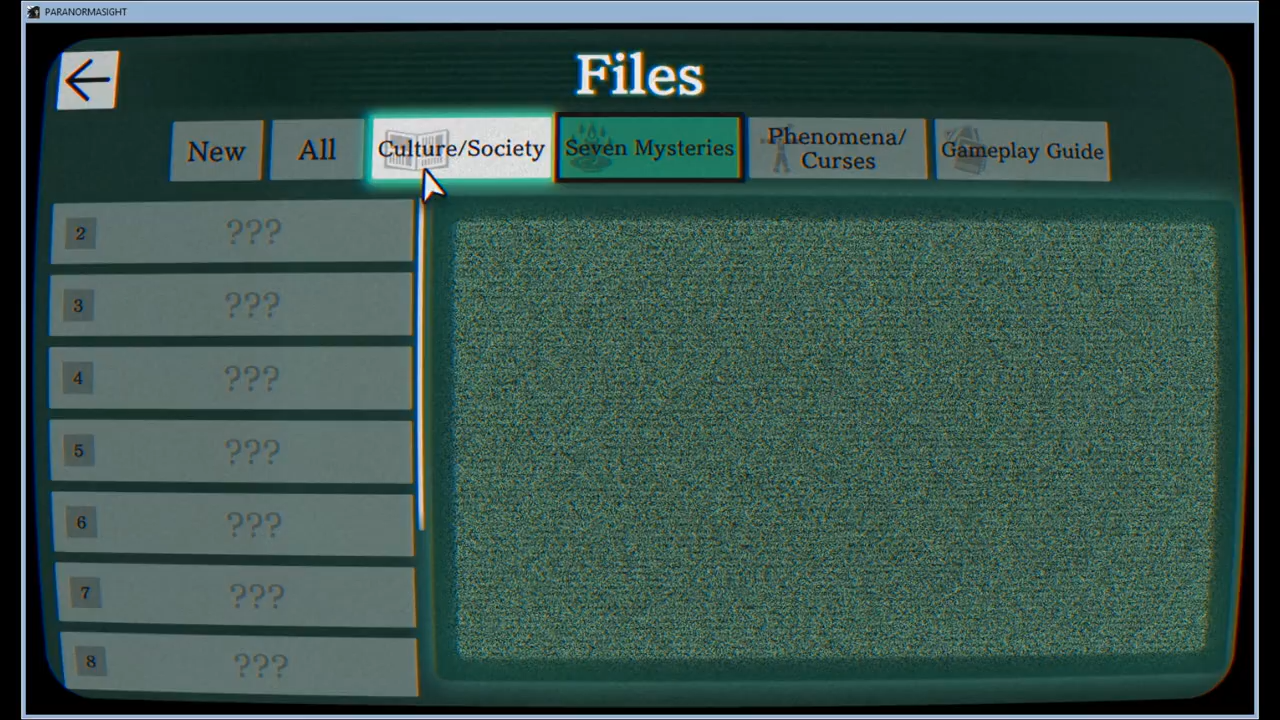 PARANORMASIGHT
Files
New
All
Culture/Society
Seven Mysteries
Phenomena/
Curses
Gameplay Guide
2 ???
3 ???
4 ???
5 ???
6 ???
7 ???
8 ???